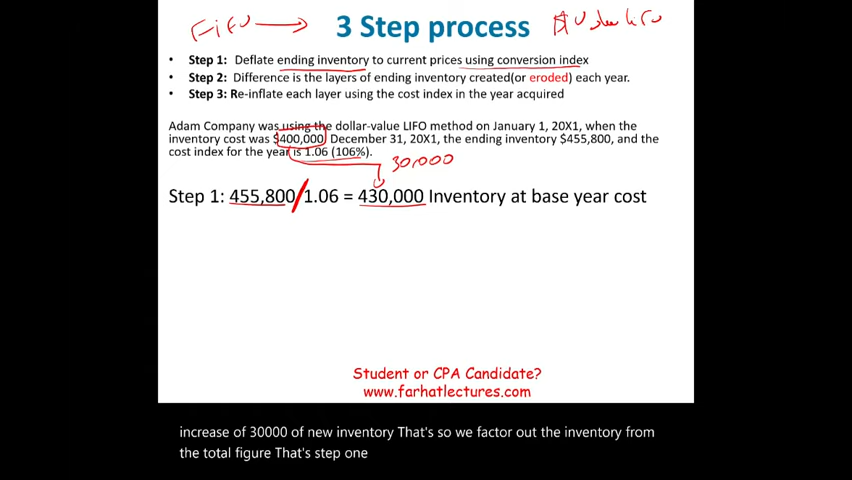 FiFO
3 Step process
$ Value LiFO
• Step 1: Deflate ending inventory to current prices using conversion index
• Step 2: Difference is the layers of ending inventory created(or eroded) each year.
• Step 3: Re-inflate each layer using the cost index in the year acquired
Adam Company was using the dollar-value LIFO method on January 1, 20X1, when the
inventory cost was $400,000. December 31, 20X1, the ending inventory $455,800, and the
cost index for the year is 1.06 (106%).
30,000
Step 1: 455,800/1.06 = 430,000 Inventory at base year cost
Student or CPA Candidate?
www.farhatlectures.com
increase of 30000 of new inventory That's so we factor out the inventory from
the total figure That's step one